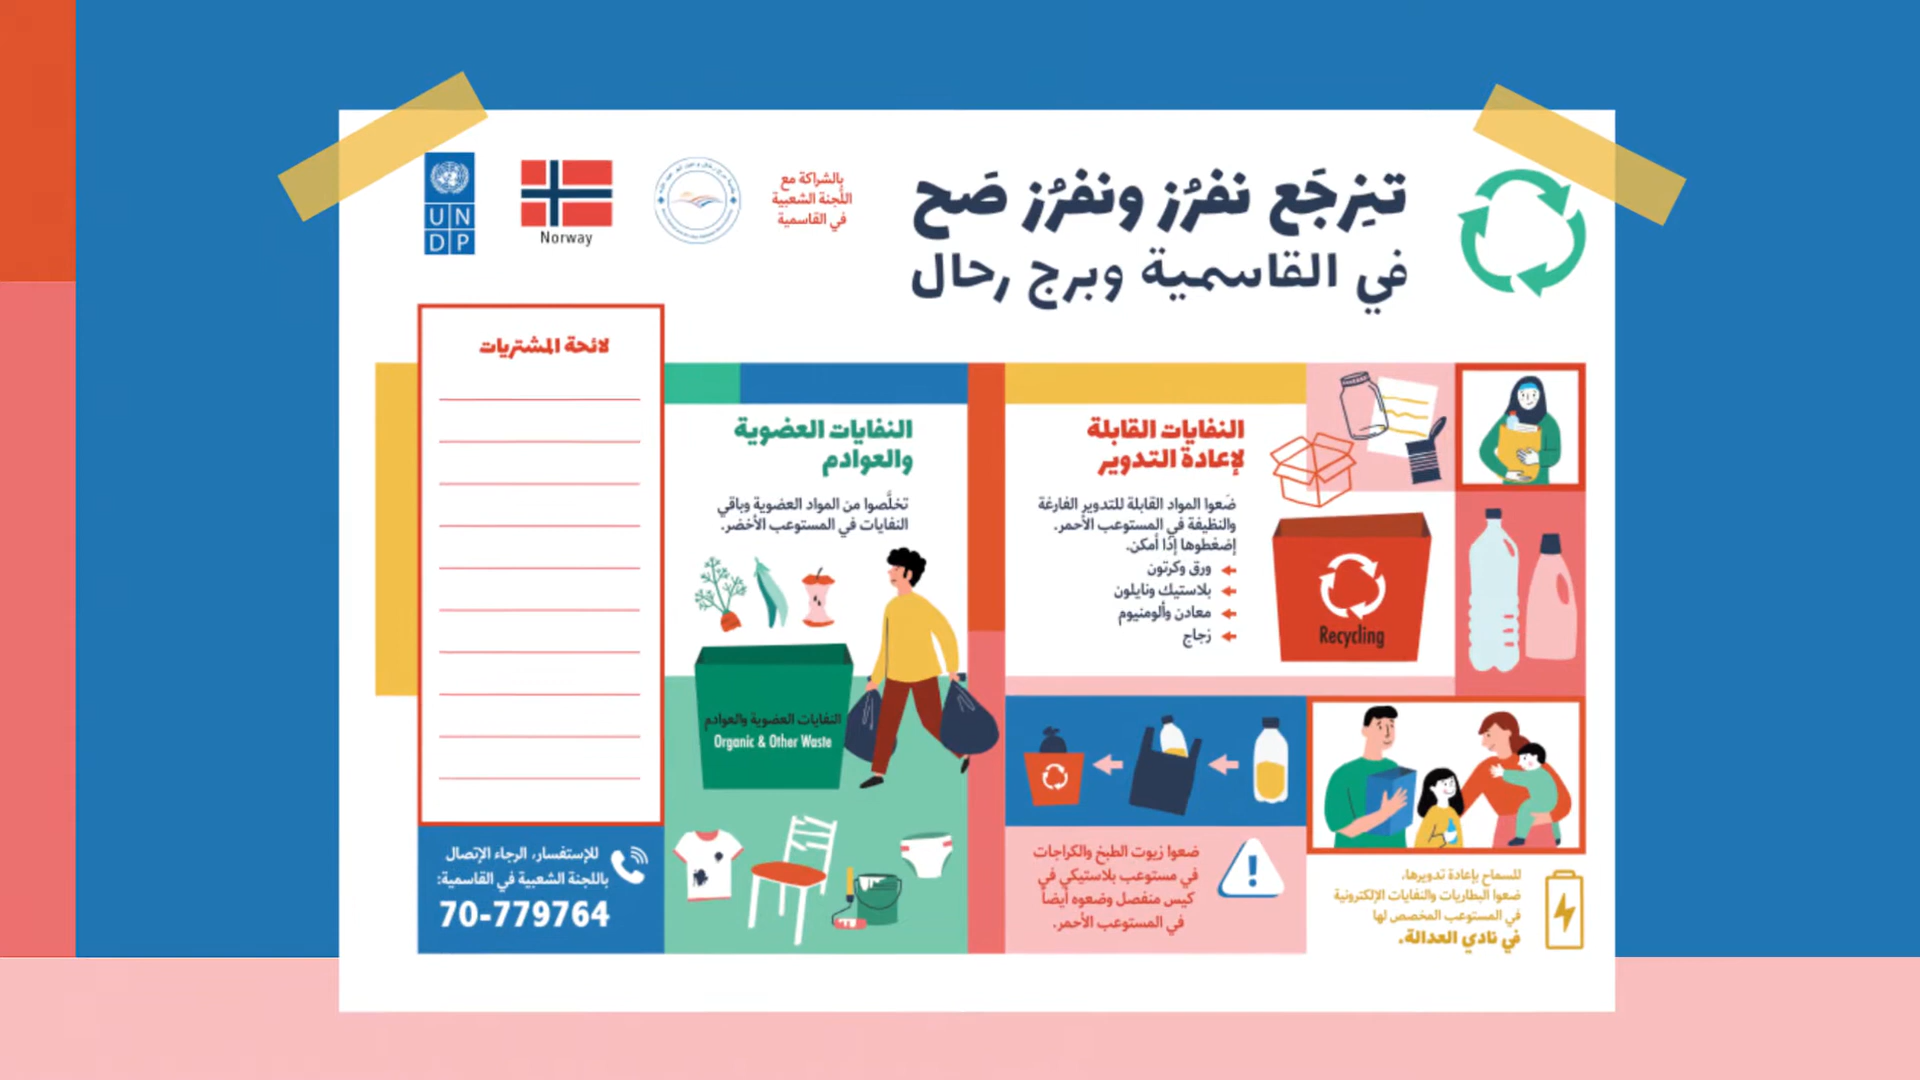 تنِرجَع نفرُز ونفرُز صَح
في القاسمية وبرج رحال
بالشراكة مع
اللّجنة الشعبية
في القاسمية
Norway
UN
DP
النفايات القابلة
لإعادة التدوير
ضَعوا المواد القابلة للتدوير الفارغة
والنظيفة في المستوعب الأحمر.
إضغطوها إذا أمكن.
ورق وكرتون
بلاستيك ونايلون
معادن وألومنيوم
زجاج
Recycling
ضعوا زيوت الطبخ والكراجات
في مستوعب بلاستيكي في
كيس منفصل وضعوه أيضاً
في المستوعب الأحمر.
للسماح بإعادة تدويرها،
ضعوا البطاريات والنفايات الإلكترونية
في المستوعب المخصص لها
في نادي العدالة.
النفايات العضوية
والعوادم
تخلَّصوا من المواد العضوية وباقي
النفايات في المستوعب الأخضر.
النفايات العضوية والعوادم
Organic & Other Waste
لائحة المشتريات
للإستفسار، الرجاء الإتصال
باللجنة الشعبية في القاسمية:
70-779764